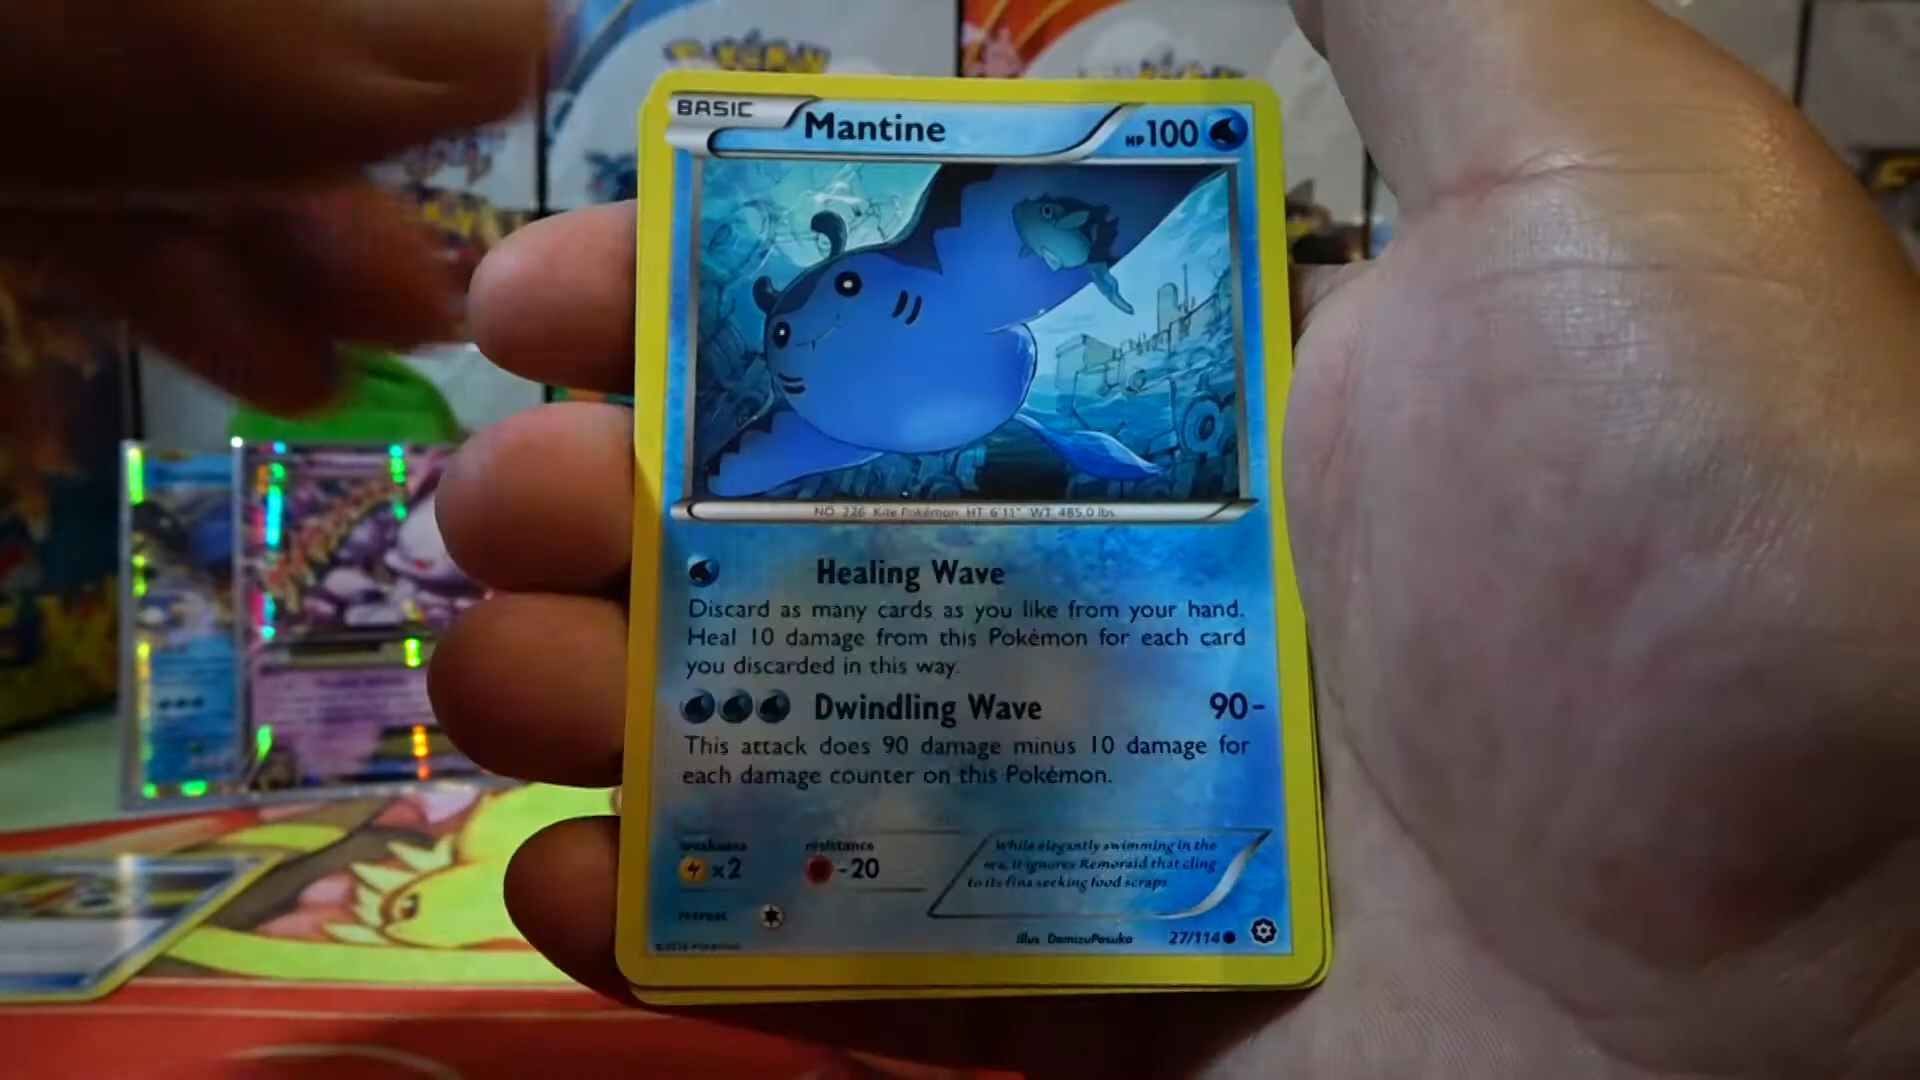 POKÉMON
BASIC
Mantine
HP 100
NO. 226 Kite Pokémon HT 6'11" WT 485.0 lbs
Healing Wave
Discard as many cards as you like from your hand.
Heal 10 damage from this Pokémon for each card
you discarded in this way.
Dwindling Wave 90-
This attack does 90 damage minus 10 damage for
each damage counter on this Pokémon.
weakness
x2
resistance
-20
retreat
While elegantly swimming in the
sea, it ignores Remoraid that cling
to its fins seeking food scraps
Illus DemizuPosuka
27/114
©2016 Pokémon